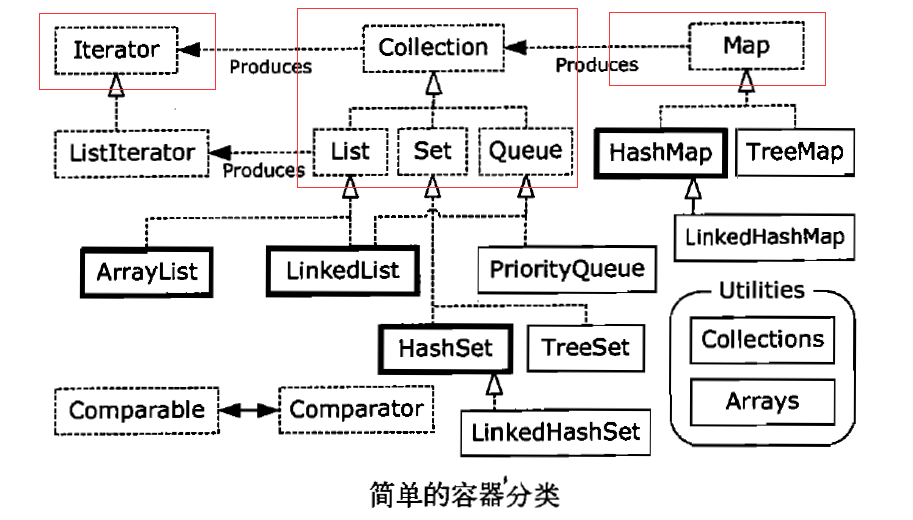 Iterator
Collection
Map
Produces
Produces
ListIterator
List
Set
Queue
HashMap
TreeMap
Produces
LinkedHashMap
ArrayList
LinkedList
PriorityQueue
Utilities
Collections
HashSet
TreeSet
Comparable
Comparator
Arrays
LinkedHashSet
简单的容器分类